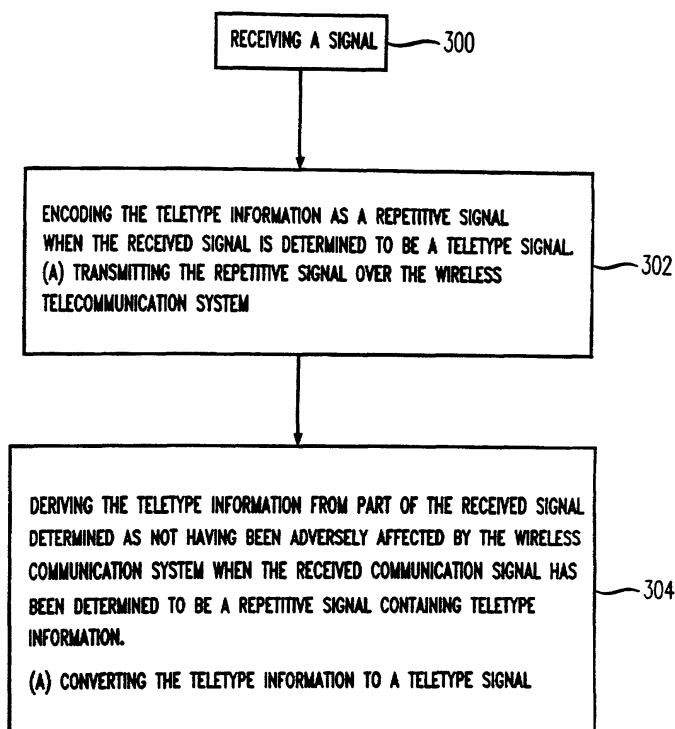 RECEIVING A SIGNAL
300
ENCODING THE TELETYPE INFORMATION AS A REPETITIVE SIGNAL
WHEN THE RECEIVED SIGNAL IS DETERMINED TO BE A TELETYPE SIGNAL.
(A) TRANSMITTING THE REPETITIVE SIGNAL OVER THE WIRELESS
TELECOMMUNICATION SYSTEM
302
DERIVING THE TELETYPE INFORMATION FROM PART OF THE RECEIVED SIGNAL
DETERMINED AS NOT HAVING BEEN ADVERSELY AFFECTED BY THE WIRELESS
COMMUNICATION SYSTEM WHEN THE RECEIVED COMMUNICATION SIGNAL HAS
BEEN DETERMINED TO BE A REPETITIVE SIGNAL CONTAINING TELETYPE
INFORMATION.
(A) CONVERTING THE TELETYPE INFORMATION TO A TELETYPE SIGNAL
304